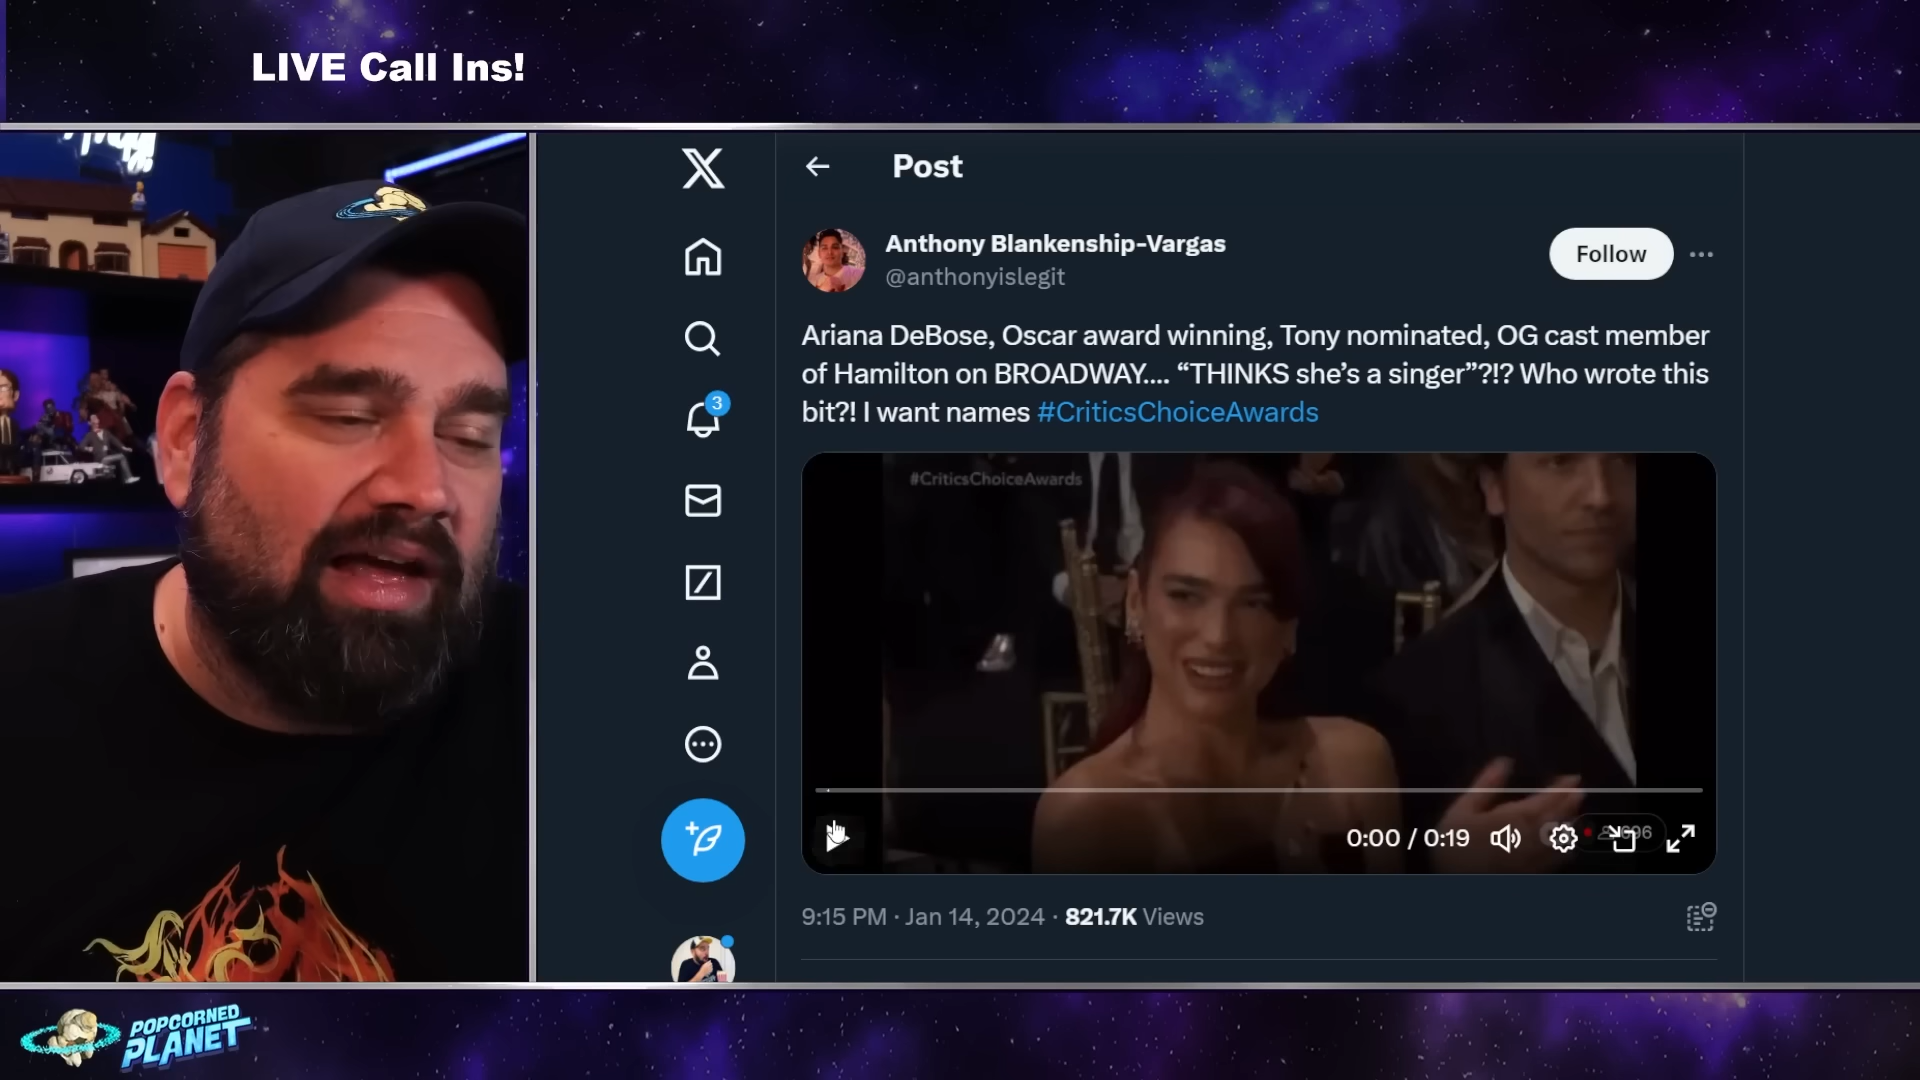 LIVE Call Ins!
Post
Anthony Blankenship-Vargas
@anthonyislegit
Follow
Ariana DeBose, Oscar award winning, Tony nominated, OG cast member
of Hamilton on BROADWAY.... “THINKS she’s a singer”?!? Who wrote this
bit?! I want names #CriticsChoiceAwards
3
#CriticsChoiceAwards
0:00 / 0:19
9:15 PM · Jan 14, 2024 · 821.7K Views
POPCORNED
PLANET